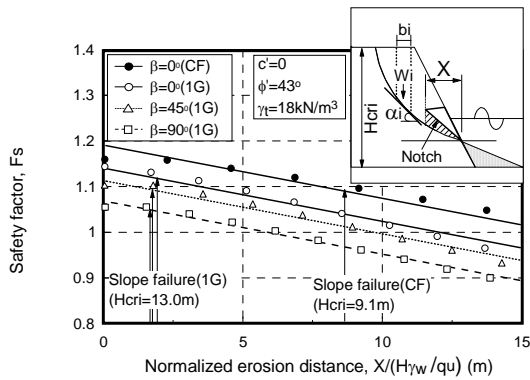 Safety factor, Fs
1.4
1.3
1.2
1.1
1
0.9
0.8
β=0°(CF)
β=0°(1G)
β=45°(1G)
β=90°(1G)
c'=0
ϕ'=43°
γt=18kN/m³
bi
X
Wi
αi
Hcri
Notch
Slope failure(1G)
(Hcri=13.0m)
Slope failure(CF)
(Hcri=9.1m)
0
5
10
15
Normalized erosion distance, X/(Hγw/qu) (m)